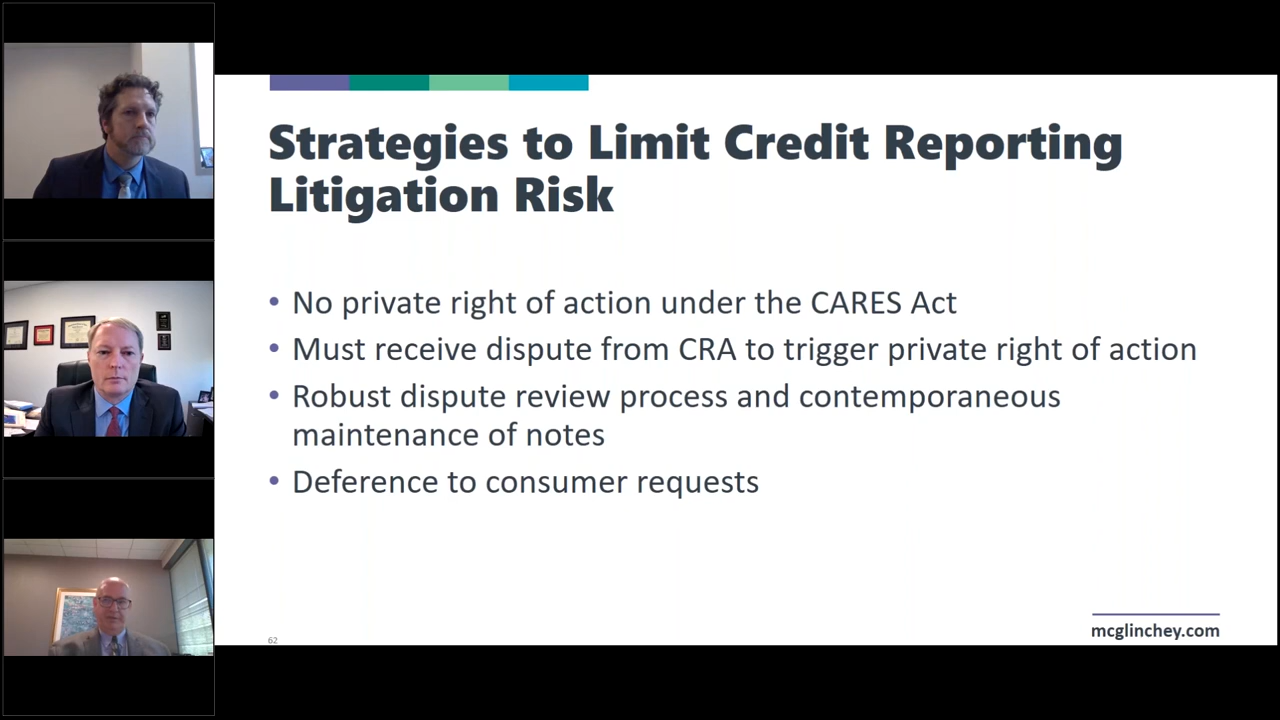 Strategies to Limit Credit Reporting
Litigation Risk
• No private right of action under the CARES Act
• Must receive dispute from CRA to trigger private right of action
• Robust dispute review process and contemporaneous
maintenance of notes
• Deference to consumer requests
62
mcglinchey.com